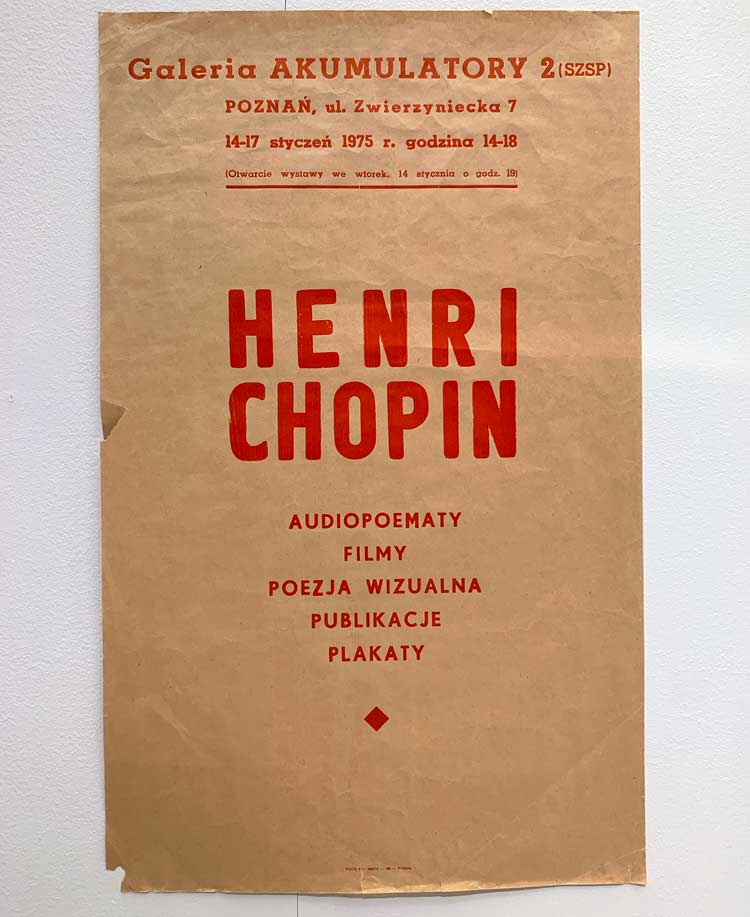 Galeria AKUMULATORY 2 (SZSP)
POZNAŃ, ul. Zwierzyniecka 7
14-17 styczeń 1975 r. godzina 14-18
(Otwarcie wystawy we wtorek, 14 stycznia o godz. 19)
HENRI
CHOPIN
AUDIOPOEMATY
FILMY
POEZJA WIZUALNA
PUBLIKACJE
PLAKATY